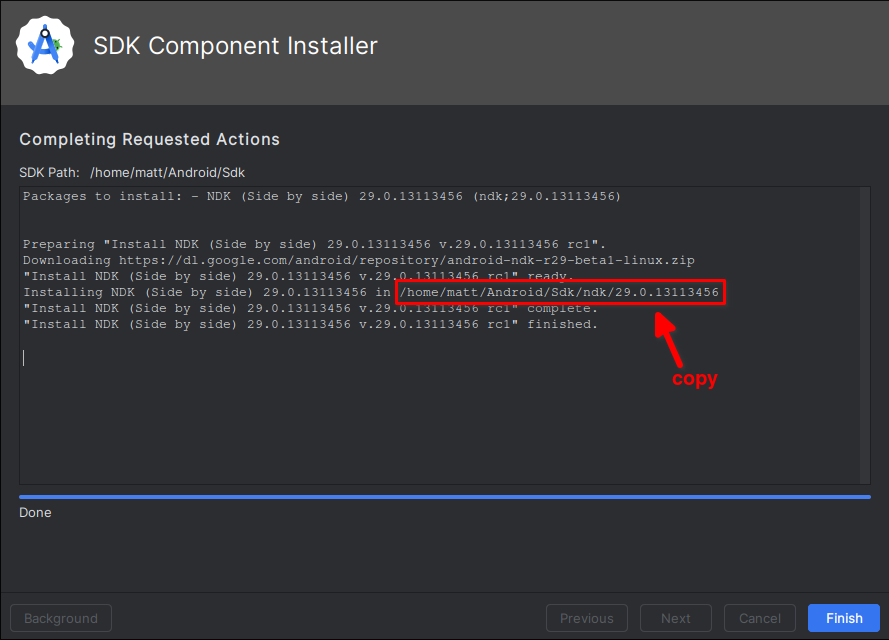 SDK Component Installer
Completing Requested Actions
SDK Path: /home/matt/Android/Sdk
Packages to install: - NDK (Side by side) 29.0.13113456 (ndk;29.0.13113456)
Preparing "Install NDK (Side by side) 29.0.13113456 v.29.0.13113456 rc1".
Downloading https://dl.google.com/android/repository/android-ndk-r29-beta1-linux.zip
"Install NDK (Side by side) 29.0.13113456 v.29.0.13113456 rc1" ready.
Installing NDK (Side by side) 29.0.13113456 in /home/matt/Android/Sdk/ndk/29.0.13113456
"Install NDK (Side by side) 29.0.13113456 v.29.0.13113456 rc1" complete.
"Install NDK (Side by side) 29.0.13113456 v.29.0.13113456 rc1" finished.
copy
Done
Background Previous Next Cancel Finish